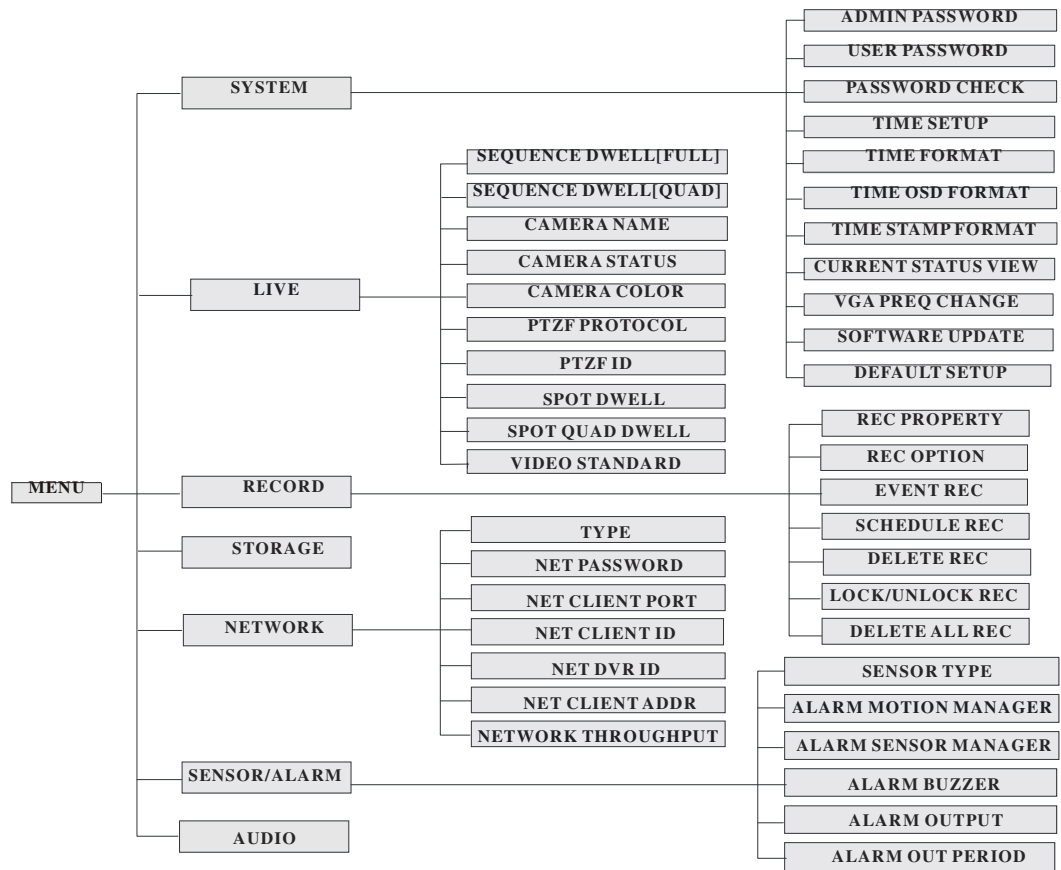 MENU
SYSTEM
ADMIN PASSWORD
USER PASSWORD
PASSWORD CHECK
TIME SETUP
TIME FORMAT
TIME OSD FORMAT
TIME STAMP FORMAT
CURRENT STATUS VIEW
VGA PREQ CHANGE
SOFTWARE UPDATE
DEFAULT SETUP
LIVE
SEQUENCE DWELL[FULL]
SEQUENCE DWELL[QUAD]
CAMERA NAME
CAMERA STATUS
CAMERA COLOR
PTZF PROTOCOL
PTZF ID
SPOT DWELL
SPOT QUAD DWELL
VIDEO STANDARD
RECORD
REC PROPERTY
REC OPTION
EVENT REC
SCHEDULE REC
DELETE REC
LOCK/UNLOCK REC
DELETE ALL REC
STORAGE
NETWORK
TYPE
NET PASSWORD
NET CLIENT PORT
NET CLIENT ID
NET DVR ID
NET CLIENT ADDR
NETWORK THROUGHPUT
SENSOR/ALARM
SENSOR TYPE
ALARM MOTION MANAGER
ALARM SENSOR MANAGER
ALARM BUZZER
ALARM OUTPUT
ALARM OUT PERIOD
AUDIO